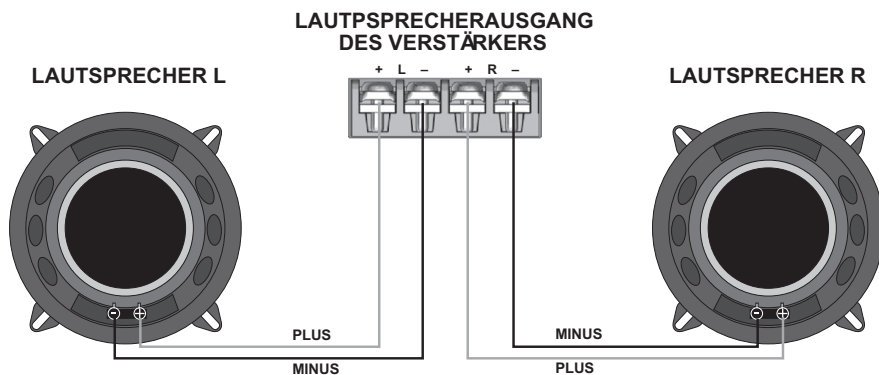 LAUTPSPRECHERAUSGANG
DES VERSTÄRKERS
LAUTSPRECHER L
+ L – + R –
LAUTSPRECHER R
- +
- +
PLUS
MINUS
MINUS
PLUS